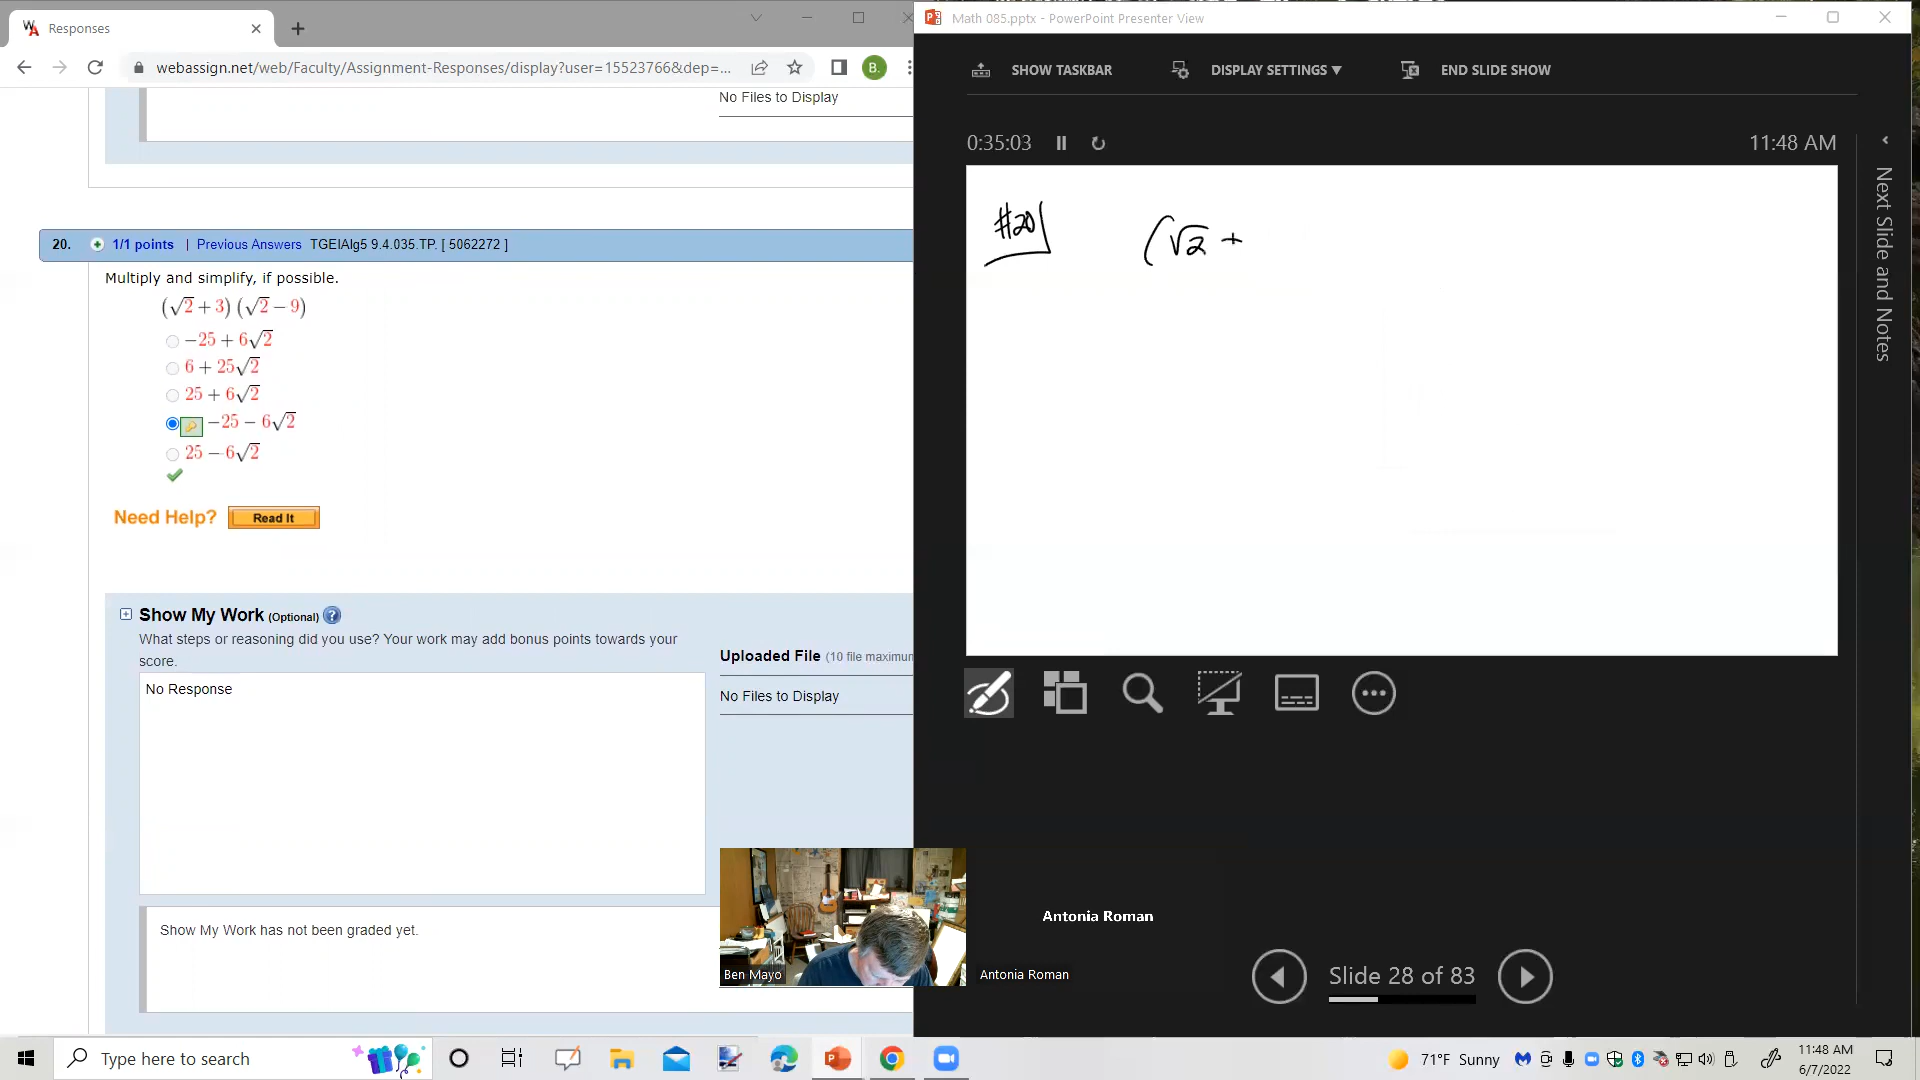 Responses
Math 085.pptx - PowerPoint Presenter View
webassign.net/web/Faculty/Assignment-Responses/display?user=15523766&dep=...
B.
SHOW TASKBAR
DISPLAY SETTINGS ▼
END SLIDE SHOW
No Files to Display
0:35:03
11:48 AM
Next Slide and Notes
#20
(√2 +
20.
1/1 points | Previous Answers TGEIAlg5 9.4.035.TP. [ 5062272 ]
Multiply and simplify, if possible.
(√2 + 3) (√2 − 9)
−25 + 6√2
6 + 25√2
25 + 6√2
−25 − 6√2
25 − 6√2
Need Help? Read It
Show My Work (Optional) ?
What steps or reasoning did you use? Your work may add bonus points towards your
score.
Uploaded File (10 file maximum
No Response
No Files to Display
Show My Work has not been graded yet.
Ben Mayo
Antonia Roman
Antonia Roman
Slide 28 of 83
Type here to search
71°F Sunny
11:48 AM
6/7/2022